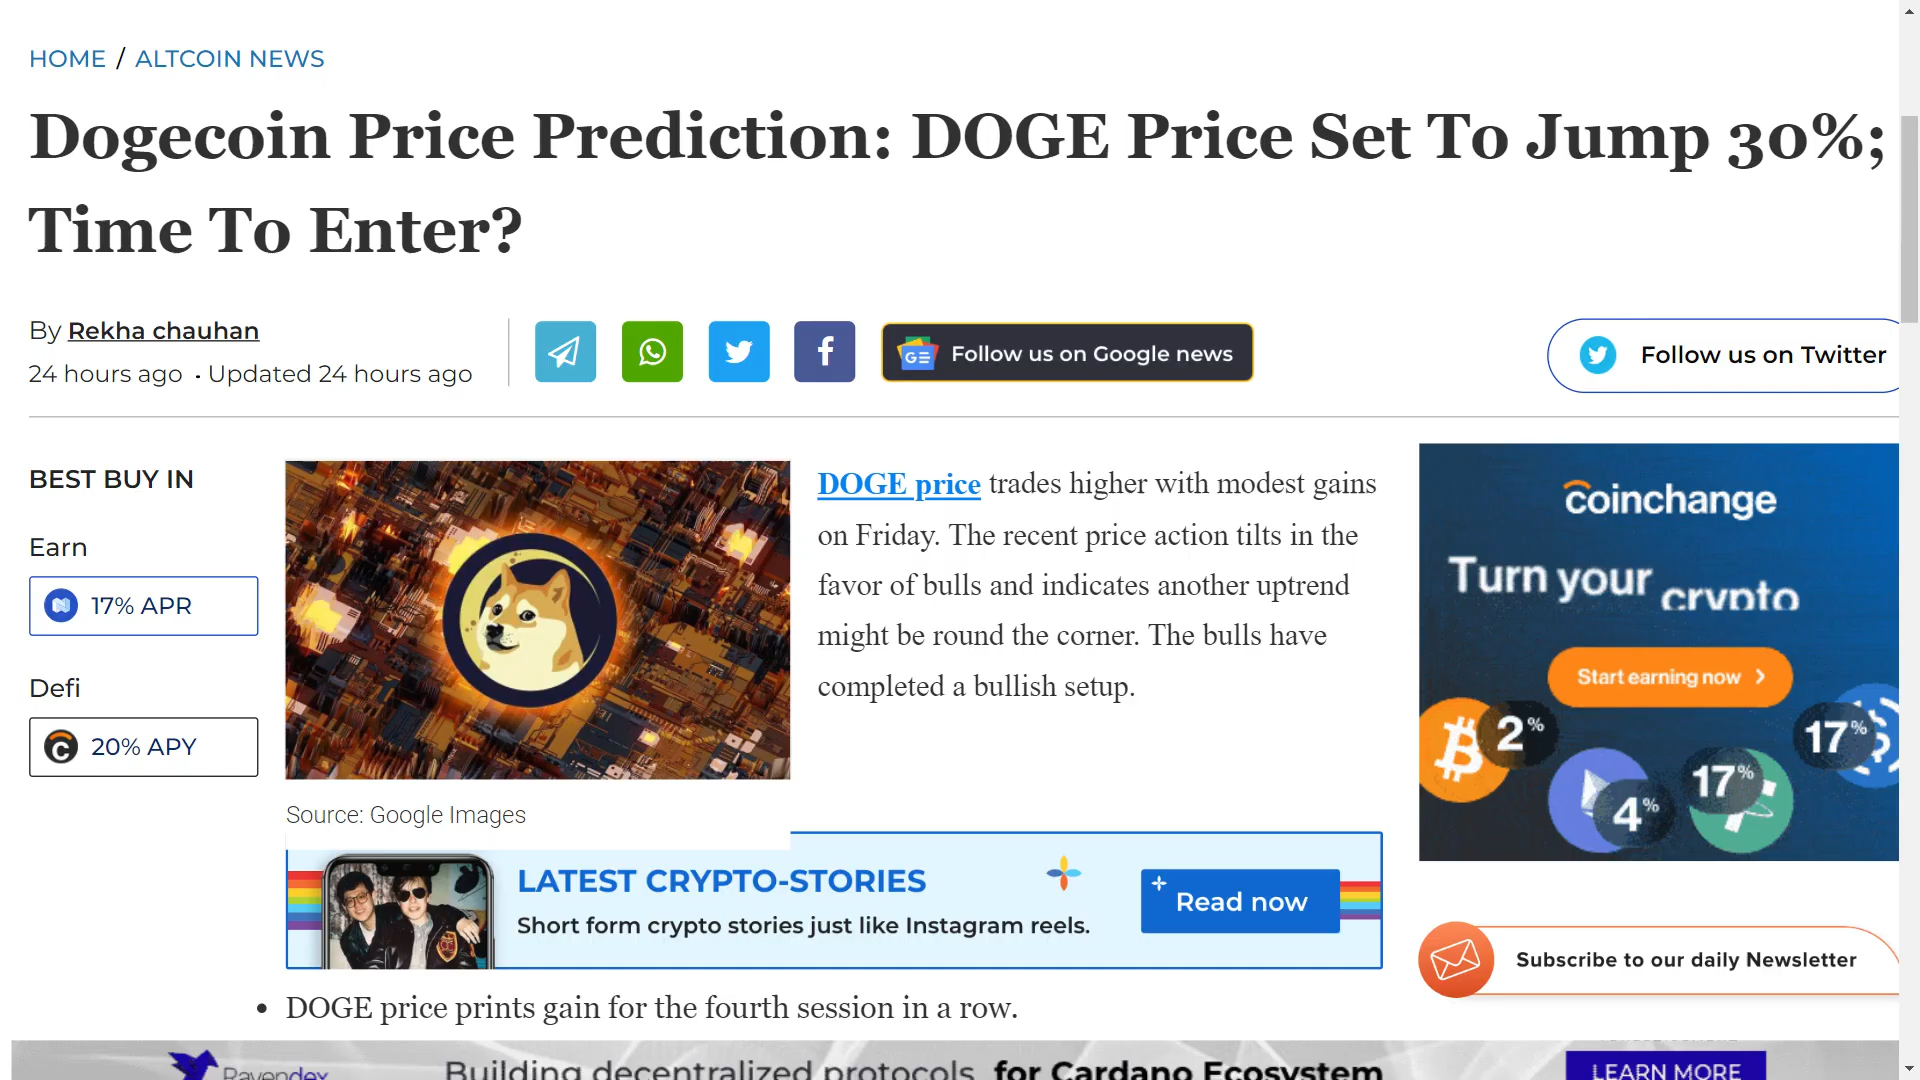 HOME / ALTCOIN NEWS
Dogecoin Price Prediction: DOGE Price Set To Jump 30%;
Time To Enter?
By Rekha chauhan
24 hours ago • Updated 24 hours ago
GE Follow us on Google news
Follow us on Twitter
BEST BUY IN
Earn
17% APR
Defi
20% APY
Source: Google Images
DOGE price trades higher with modest gains
on Friday. The recent price action tilts in the
favor of bulls and indicates another uptrend
might be round the corner. The bulls have
completed a bullish setup.
coinchange
Turn your crypto
Start earning now >
2%
4%
17%
17%
LATEST CRYPTO-STORIES
Short form crypto stories just like Instagram reels.
Read now
Subscribe to our daily Newsletter
• DOGE price prints gain for the fourth session in a row.
Ravendex
Building decentralized protocols for Cardano Ecosystem
LEARN MORE